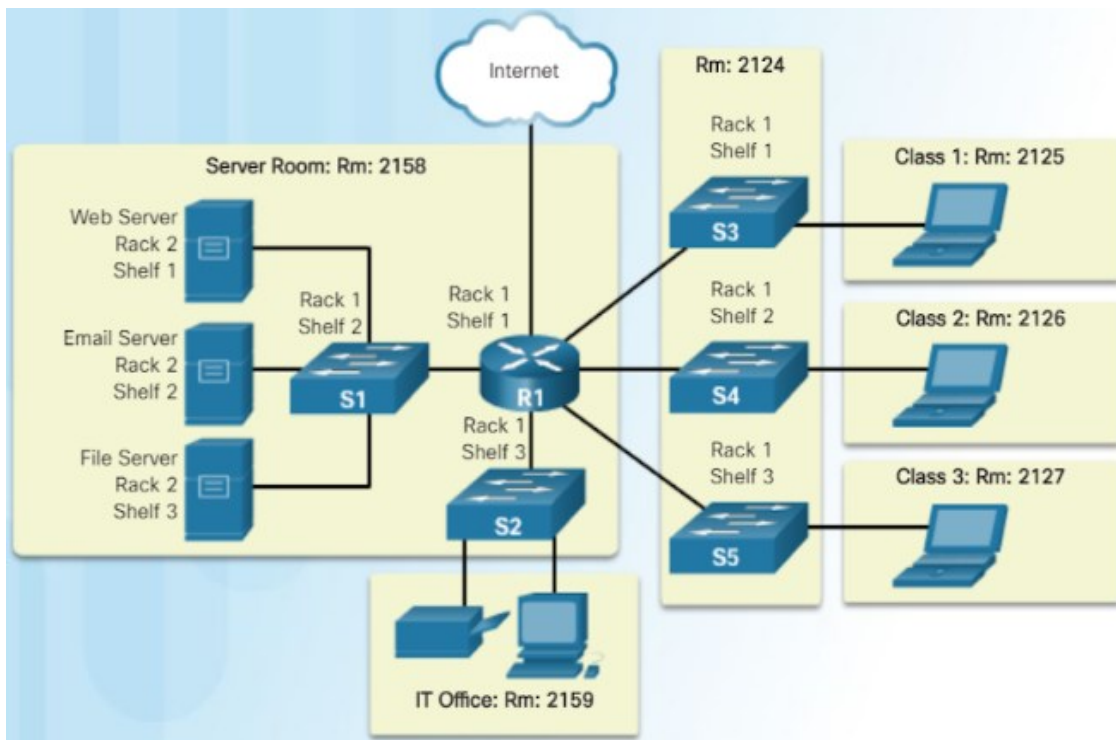 Internet
Server Room: Rm: 2158
Web Server
Rack 2
Shelf 1
Email Server
Rack 2
Shelf 2
File Server
Rack 2
Shelf 3
Rack 1
Shelf 2
S1
Rack 1
Shelf 1
R1
Rack 1
Shelf 3
S2
IT Office: Rm: 2159
Rm: 2124
Rack 1
Shelf 1
S3
Rack 1
Shelf 2
S4
Rack 1
Shelf 3
S5
Class 1: Rm: 2125
Class 2: Rm: 2126
Class 3: Rm: 2127